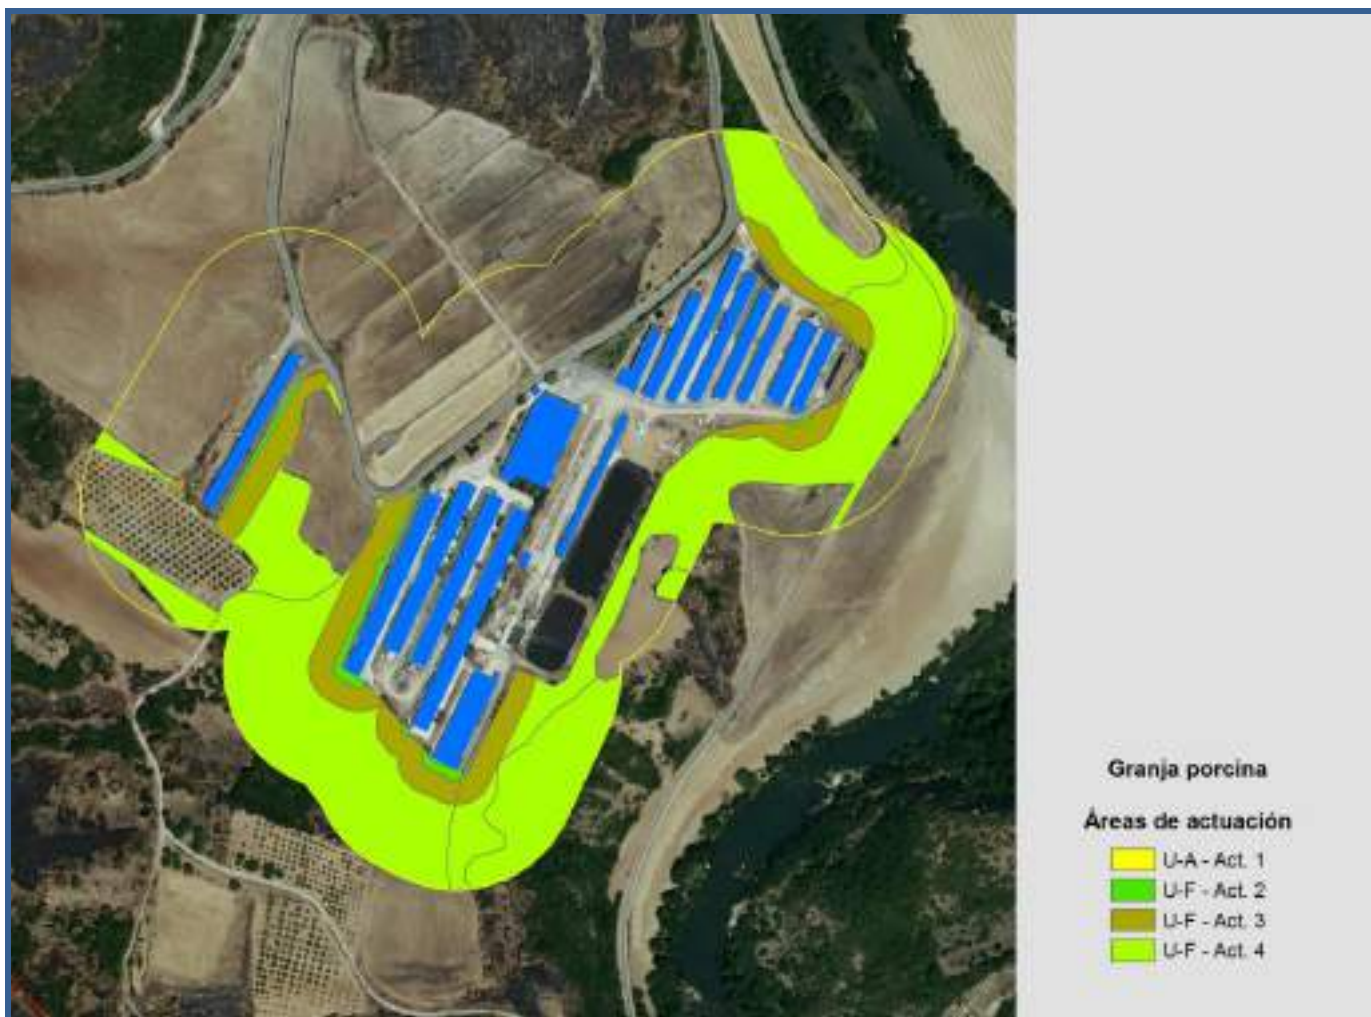 Granja porcina
Áreas de actuación
U-A - Act. 1
U-F - Act. 2
U-F - Act. 3
U-F - Act. 4